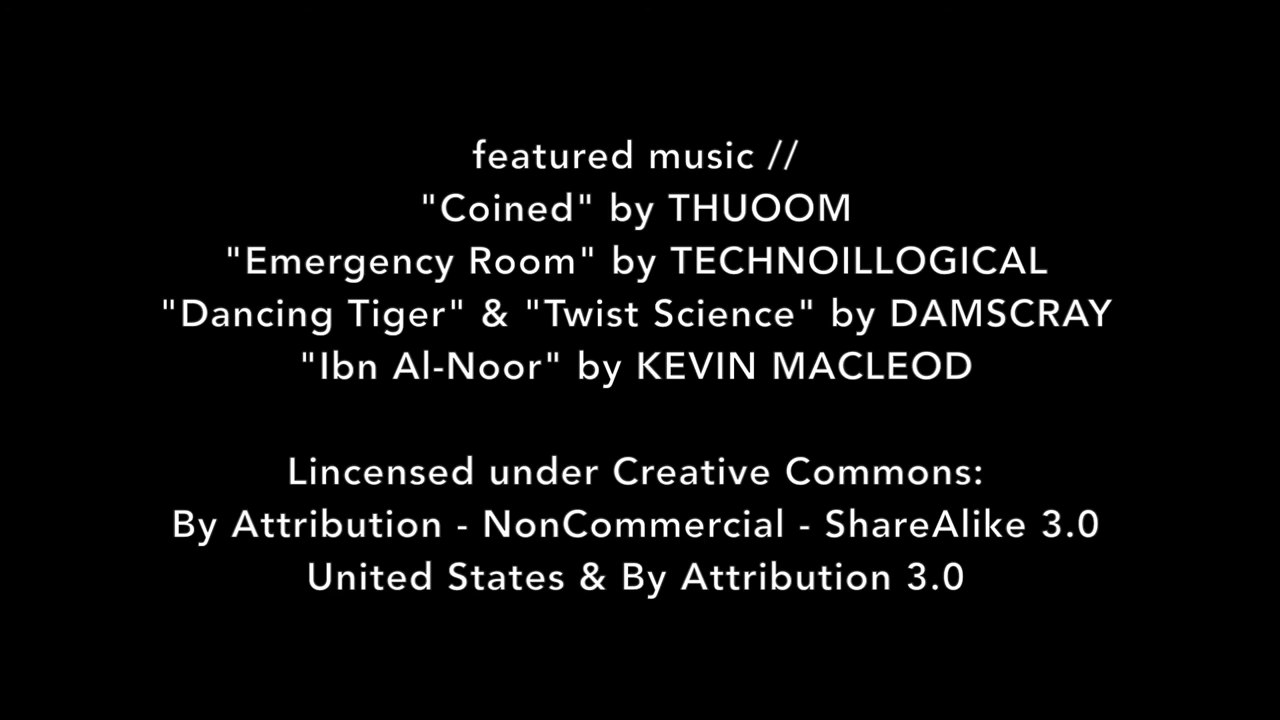 featured music //
"Coined" by THUOOM
"Emergency Room" by TECHNOILLOGICAL
"Dancing Tiger" & "Twist Science" by DAMSCRAY
"Ibn Al-Noor" by KEVIN MACLEOD
Lincensed under Creative Commons:
By Attribution - NonCommercial - ShareAlike 3.0
United States & By Attribution 3.0